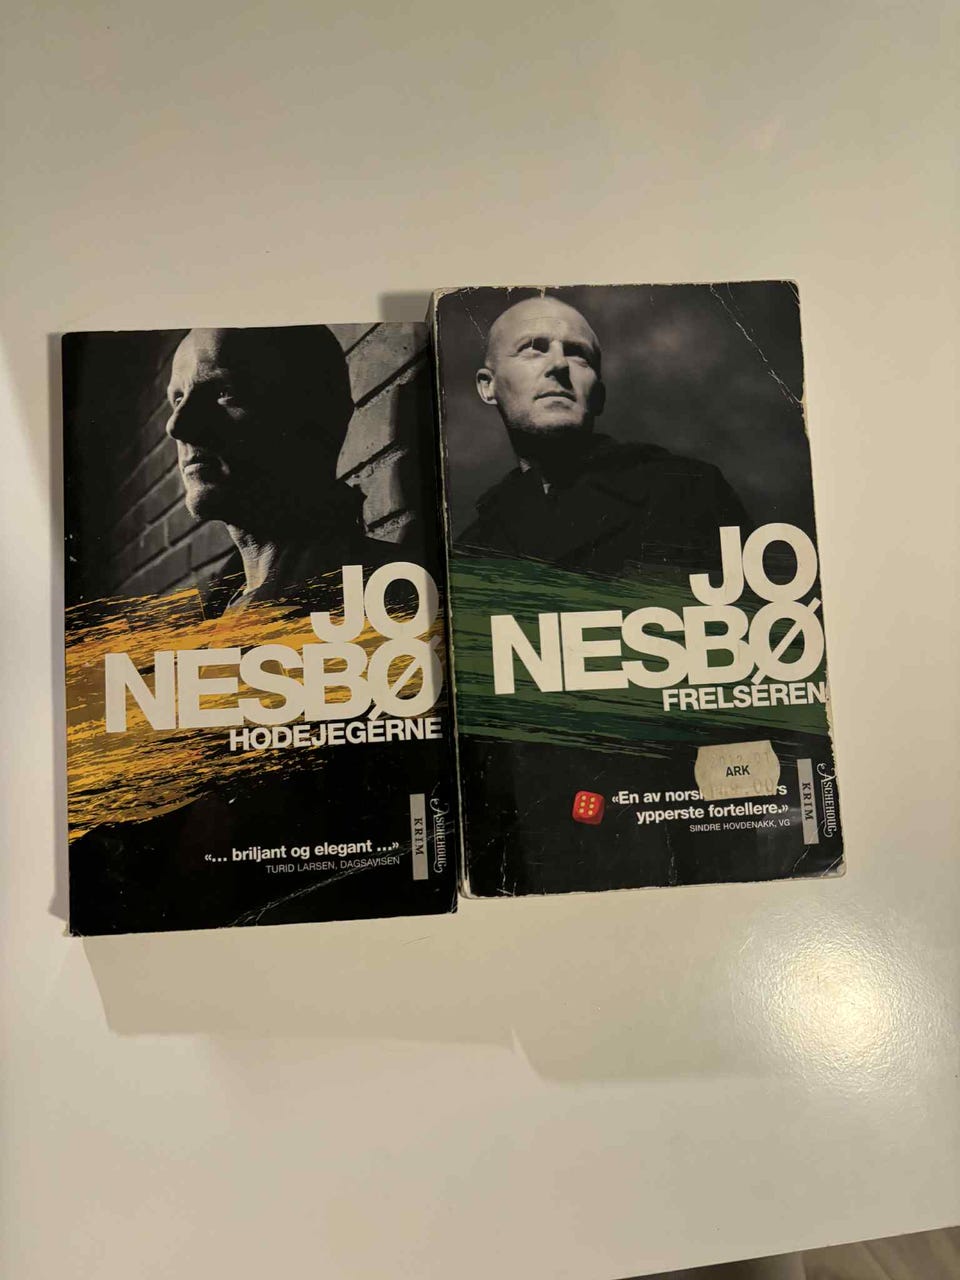 JO
NESBØ
HODEJEGERNE
«... briljant og elegant ...»
TURID LARSEN, DAGSAVISEN
KRIM
ASCHEHOUG
JO
NESBØ
FRELSEREN
ARK
«En av
ypperste fortellere.»
SINDRE HOVDENAKK, VG
KRIM
ASCHEHOUG